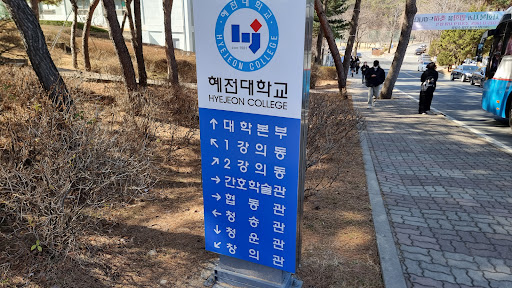 혜전대학교
HYEJEON COLLEGE
혜전대학교
HYEJEON COLLEGE
↑ 대학본부
↖ 1강의동
↗ 2강의동
→ 간호학술관
→ 협동관
← 청송관
↓ 청운관
↙ 창의관